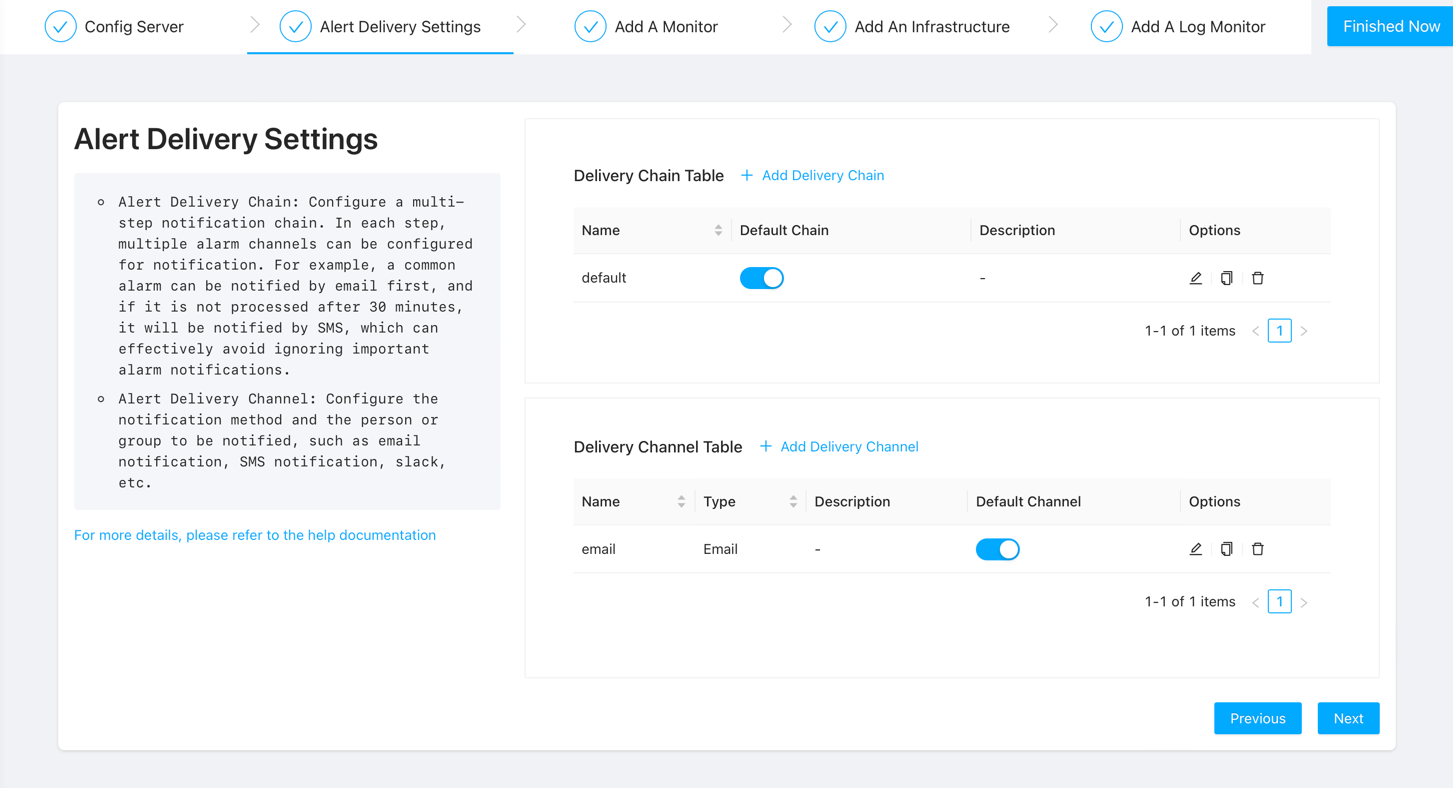 Config Server
Alert Delivery Settings
Add A Monitor
Add An Infrastructure
Add A Log Monitor
Finished Now
Alert Delivery Settings
Alert Delivery Chain: Configure a multi-
step notification chain. In each step,
multiple alarm channels can be configured
for notification. For example, a common
alarm can be notified by email first, and
if it is not processed after 30 minutes,
it will be notified by SMS, which can
effectively avoid ignoring important
alarm notifications.
Alert Delivery Channel: Configure the
notification method and the person or
group to be notified, such as email
notification, SMS notification, slack,
etc.
For more details, please refer to the help documentation
Delivery Chain Table + Add Delivery Chain
Name Default Chain Description Options
default -
1-1 of 1 items < 1 >
Delivery Channel Table + Add Delivery Channel
Name Type Description Default Channel Options
email Email -
1-1 of 1 items < 1 >
Previous Next